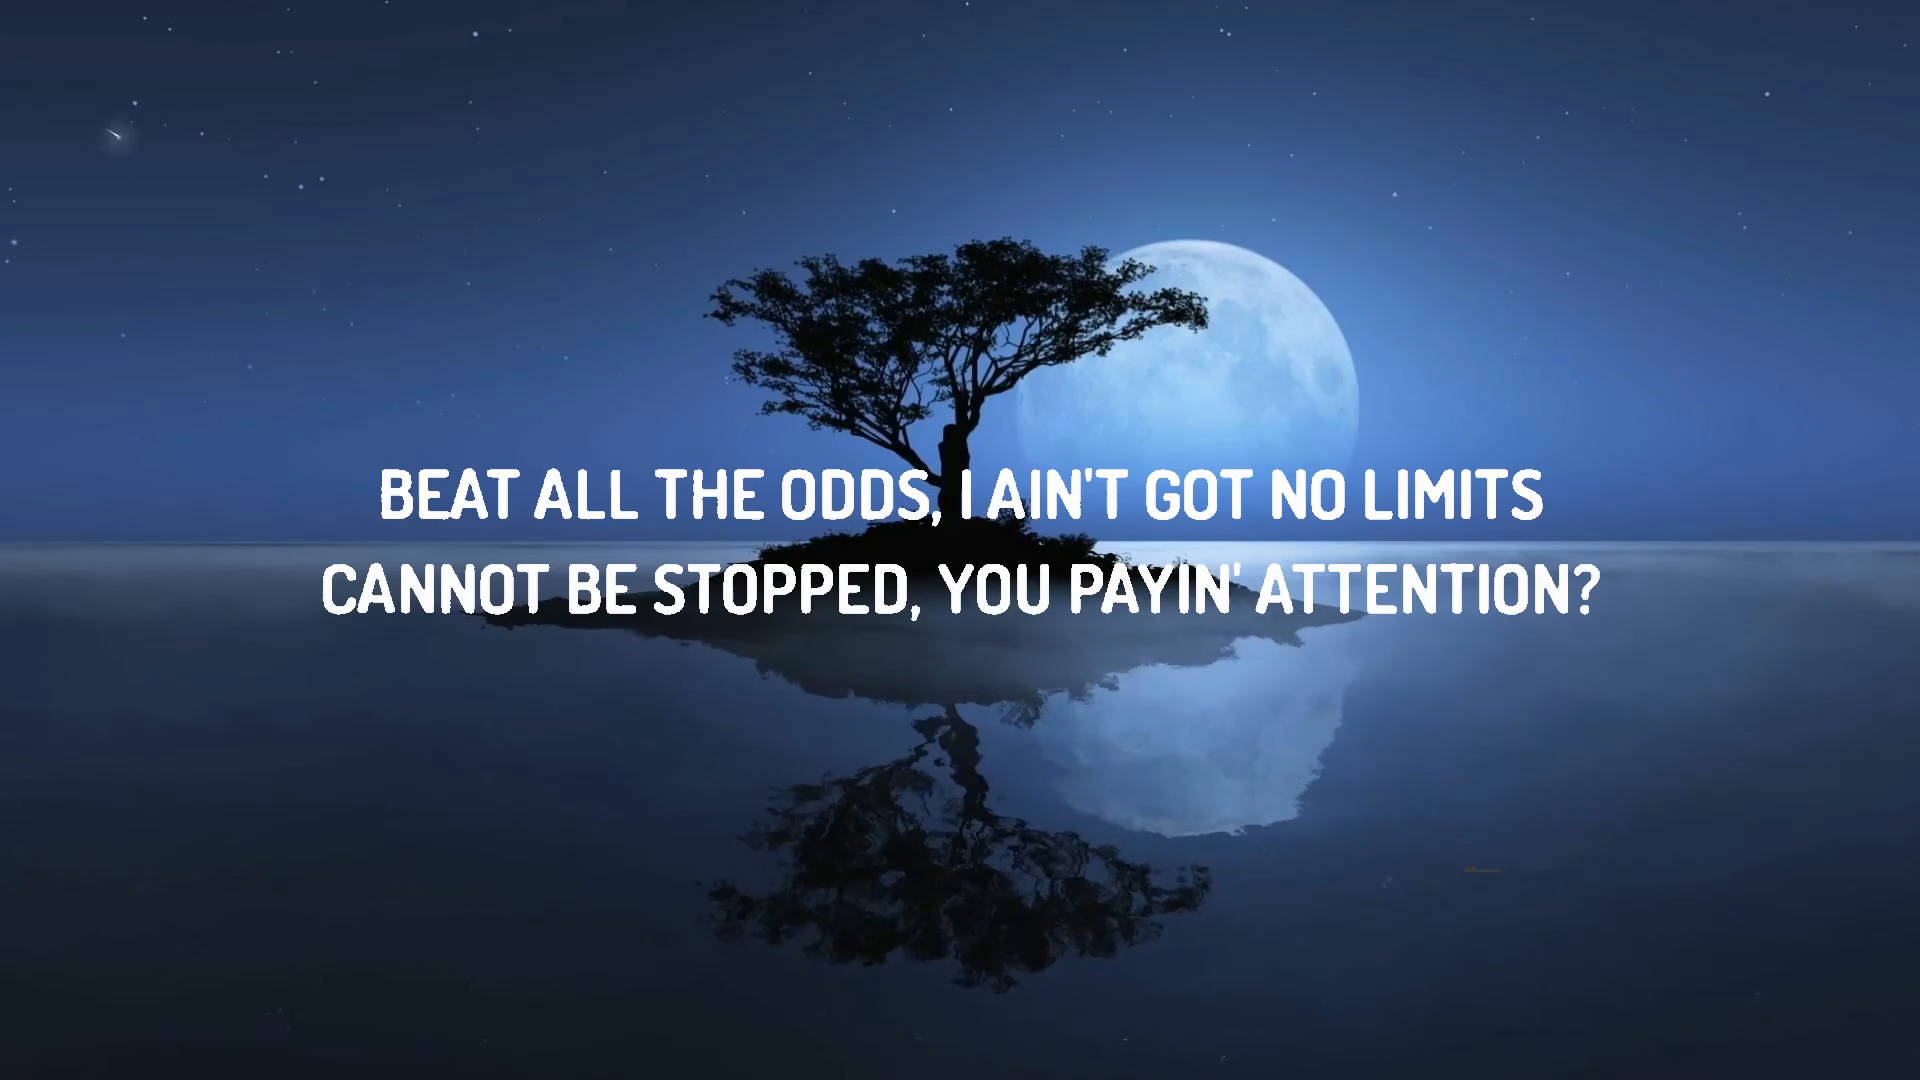 BEAT ALL THE ODDS, I AIN'T GOT NO LIMITS
CANNOT BE STOPPED, YOU PAYIN' ATTENTION?